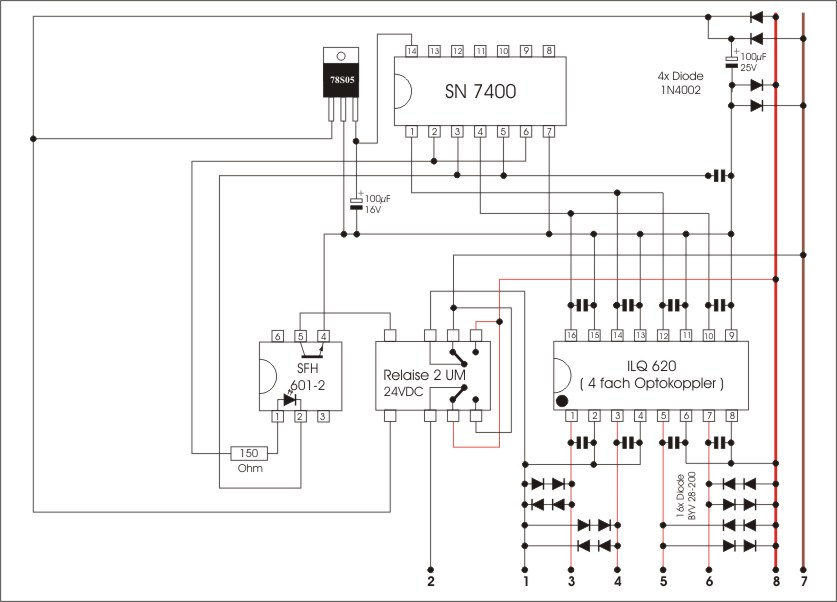 14 13 12 11 10 9 8
+
100µF
25V
78S05
SN 7400
4x Diode
1N4002
1 2 3 4 5 6 7
+
100µF
16V
16 15 14 13 12 11 10 9
6 5 4
SFH
601-2
1 2 3
Relaise 2 UM
24VDC
ILQ 620
( 4 fach Optokoppler )
1 2 3 4 5 6 7 8
150
Ohm
16x Diode
BYV 28-200
2 1 3 4 5 6 8 7